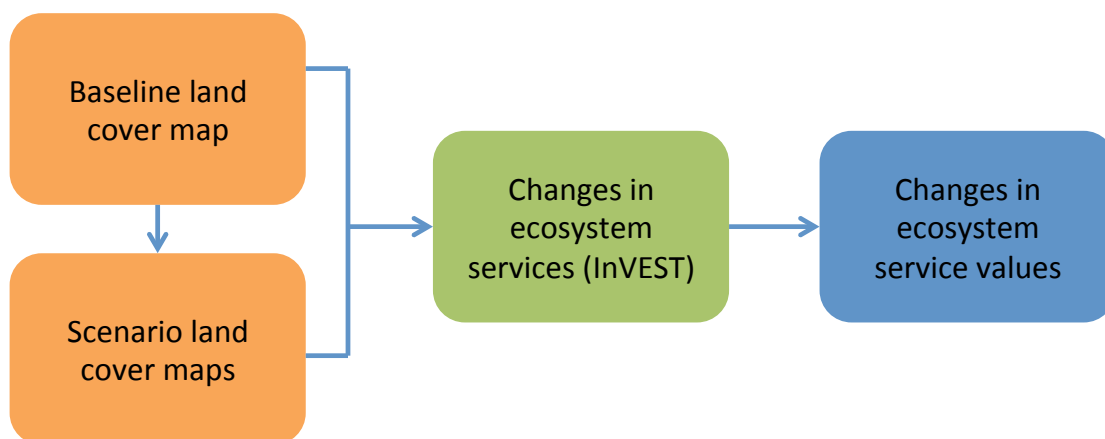 Baseline land
cover map
Scenario land
cover maps
Changes in
ecosystem
services (InVEST)
Changes in
ecosystem
service values